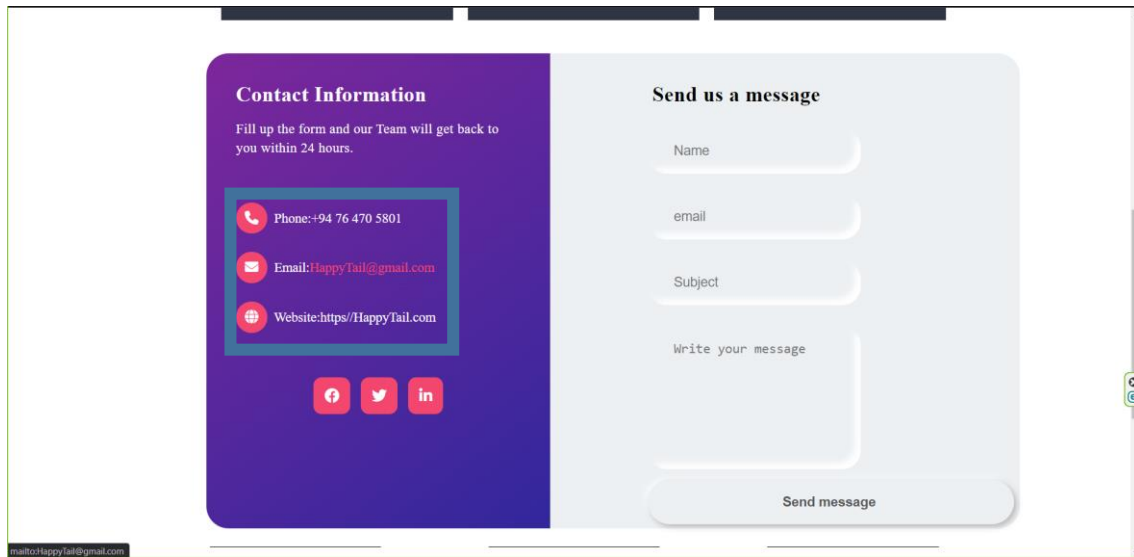 Contact Information
Fill up the form and our Team will get back to
you within 24 hours.
Phone:+94 76 470 5801
Email:HappyTail@gmail.com
Website:https//HappyTail.com
in
Send us a message
Name
email
Subject
Write your message
Send message
mailto:HappyTail@gmail.com